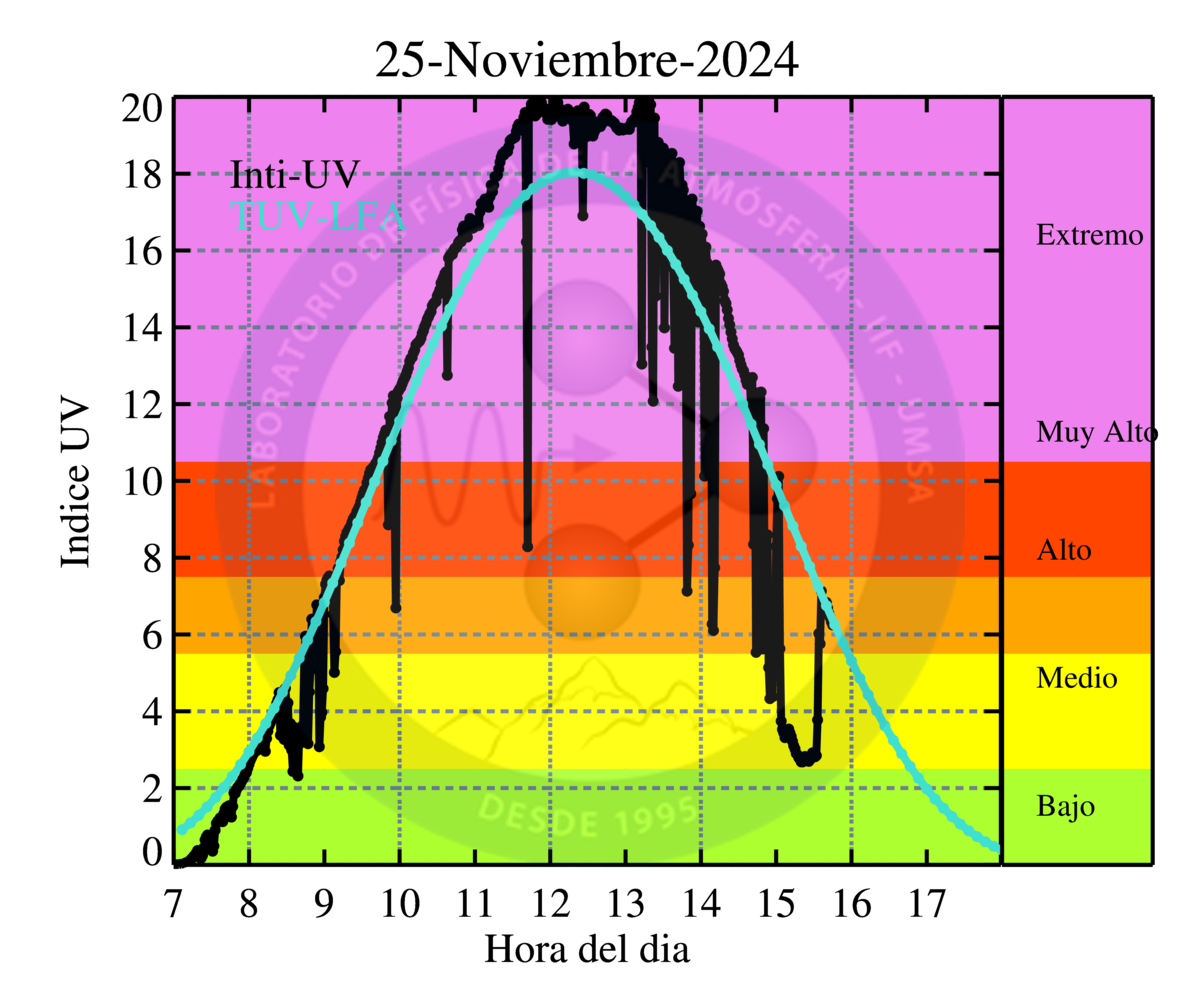 25-Noviembre-2024
Indice UV
20
18
16
14
12
10
8
6
4
2
0
Inti-UV
TUV-LFA
LABORATORIO DE FÍSICA DE LA ATMÓSFERA - IIF - UMSA
DESDE 1995
Extremo
Muy Alto
Alto
Medio
Bajo
7 8 9 10 11 12 13 14 15 16 17
Hora del dia